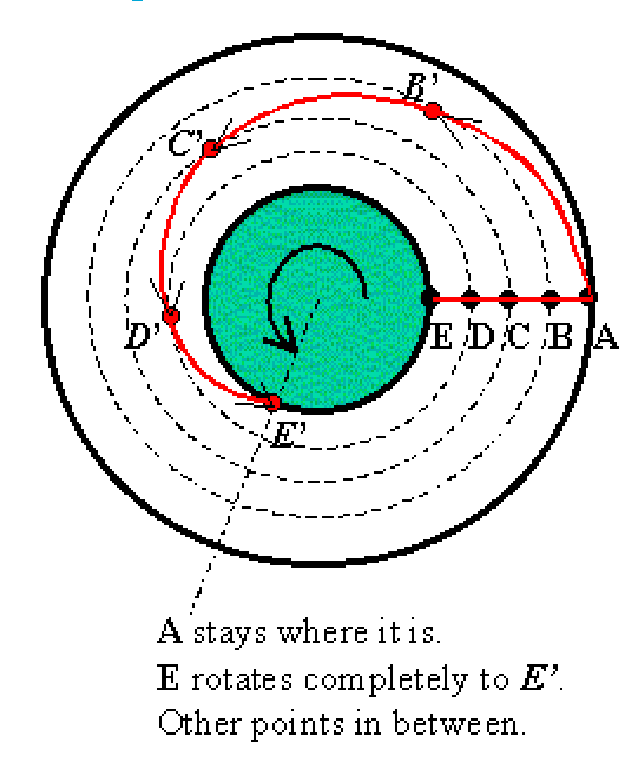 B'
C'
E D C B A
D'
E'
A stays where it is.
E rotates completely to E'.
Other points in between.